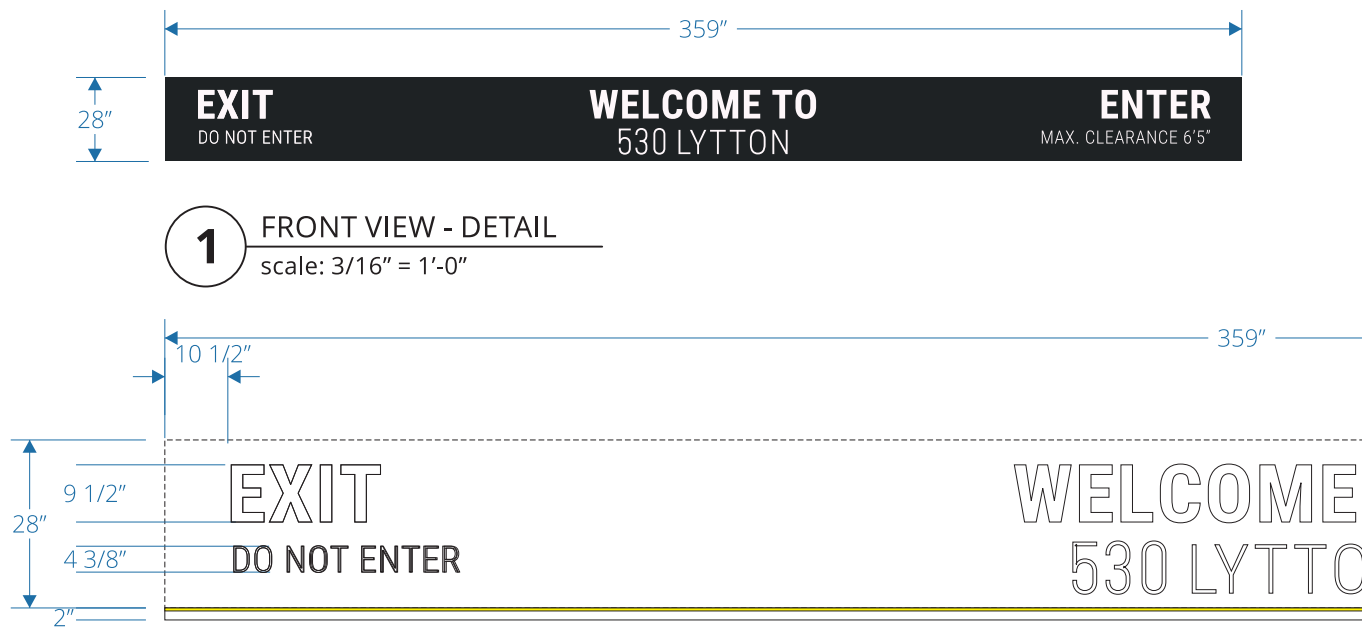 359”
28”
EXIT
DO NOT ENTER
WELCOME TO
530 LYTTON
ENTER
MAX. CLEARANCE 6’5”
1
FRONT VIEW - DETAIL
scale: 3/16” = 1’-0”
359”
10 1/2”
28”
9 1/2”
4 3/8”
2”
EXIT
DO NOT ENTER
WELCOME
530 LYTTO